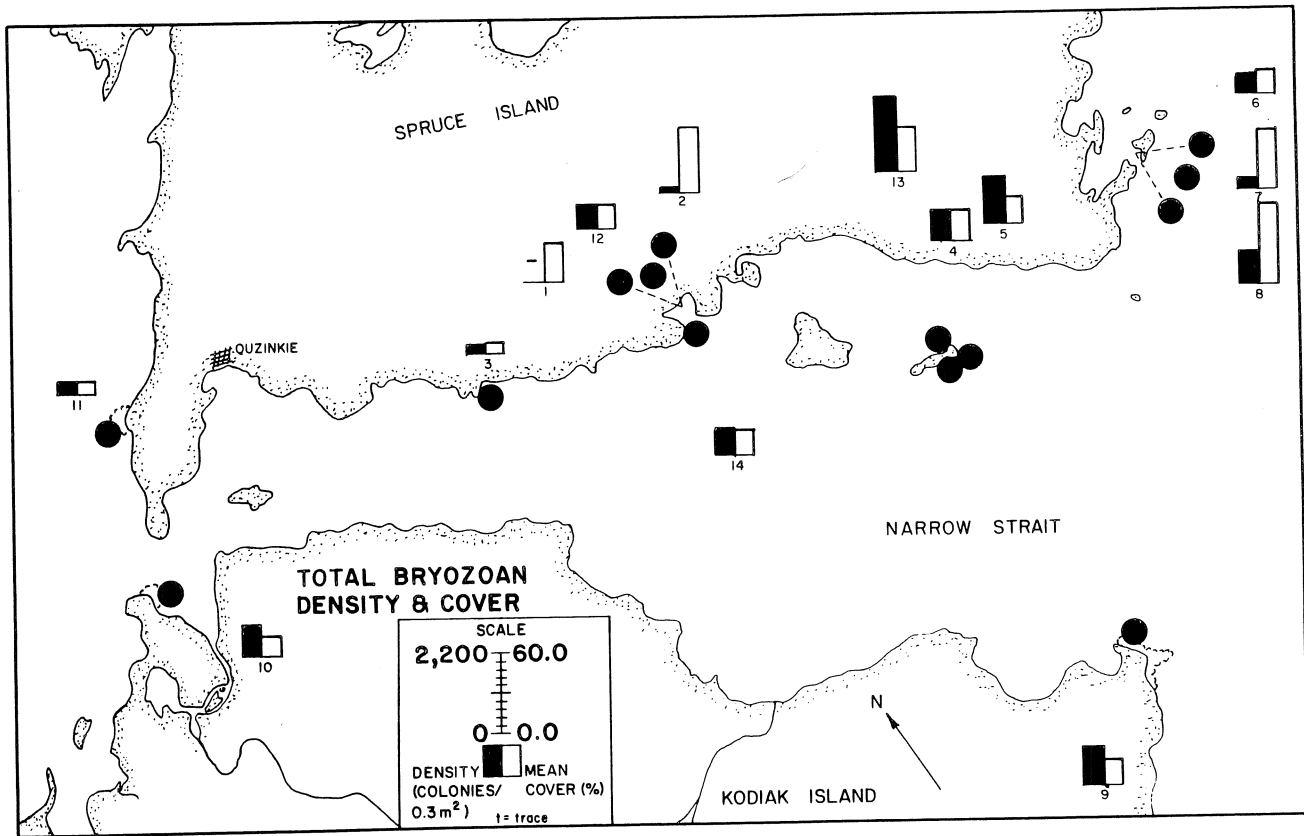 SPRUCE ISLAND
6
13
2
7
12
4
5
1
8
QUZINKIE
3
11
14
NARROW STRAIT
TOTAL BRYOZOAN
DENSITY & COVER
SCALE
2,200 60.0
0 0.0
DENSITY MEAN
(COLONIES/ COVER (%)
0.3 m²) t = trace
10
N
KODIAK ISLAND
9